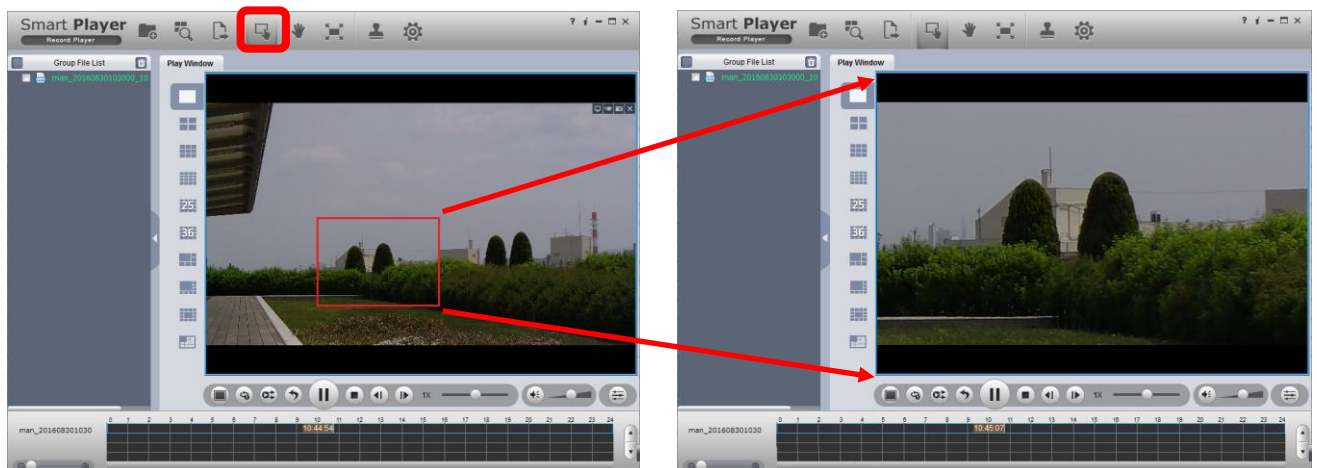 Smart Player
Record Player
? i
Group File List
Play Window
man_20160830103000_10
25
36
1X
0 1 2 3 4 5 6 7 8 9 10 11 12 13 14 15 16 17 18 19 20 21 22 23 24
10:44:54
man_201608301030
Smart Player
Record Player
? i
Group File List
Play Window
man_20160830103000_10
25
36
1X
0 1 2 3 4 5 6 7 8 9 10 11 12 13 14 15 16 17 18 19 20 21 22 23 24
10:45:07
man_201608301030